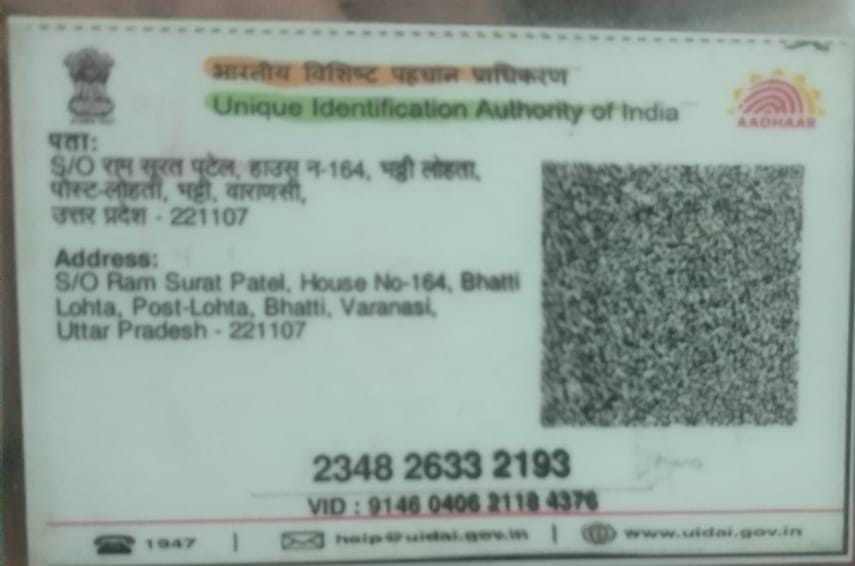 भारतीय विशिष्ट पहचान प्राधिकरण
Unique Identification Authority of India
AADHAAR
पता:
S/O राम सूरत पटेल, हाउस न-164, भट्ठी लोहता,
पोस्ट-लोहता, भट्ठी, वाराणसी,
उत्तर प्रदेश - 221107
Address:
S/O Ram Surat Patel, House No-164, Bhatti
Lohta, Post-Lohta, Bhatti, Varanasi,
Uttar Pradesh - 221107
2348 2633 2193
VID : 9146 0406 2118 4376
1947 | help@uidai.gov.in | www.uidai.gov.in